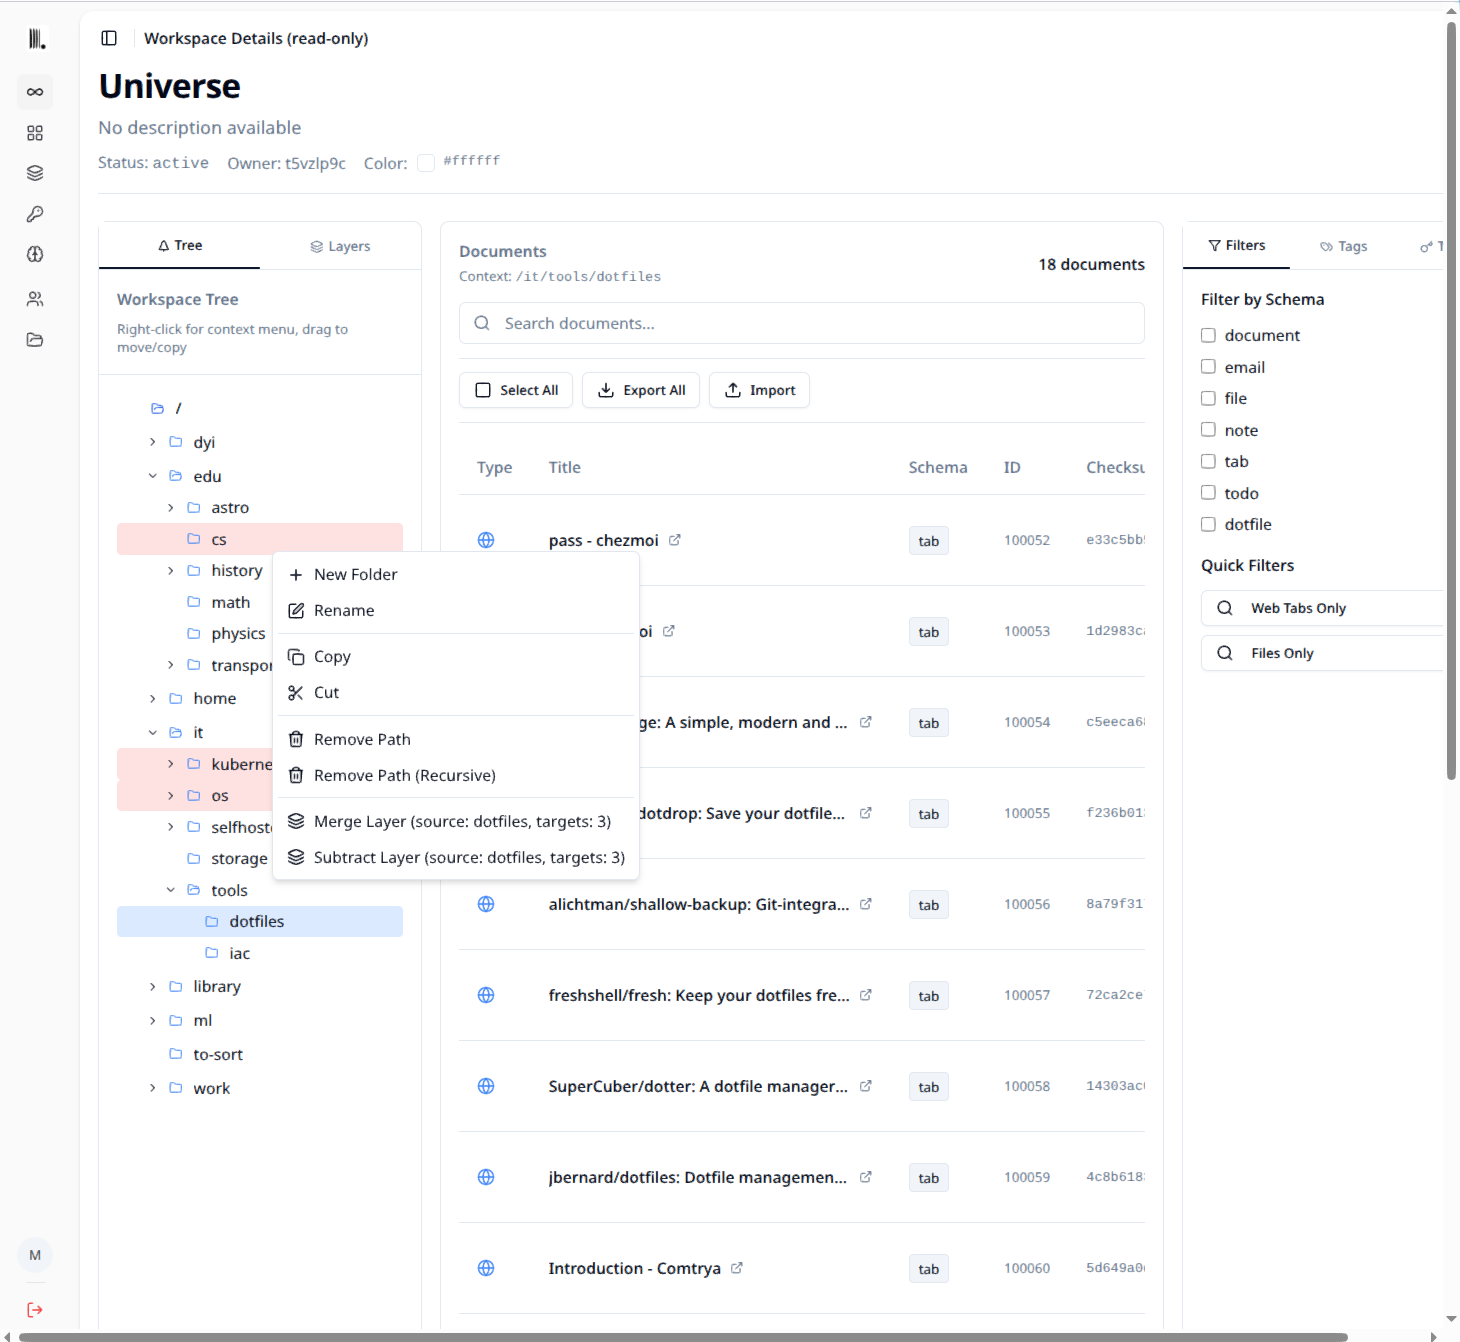 Workspace Details (read-only)
Universe
No description available
Status: active Owner: t5vzlp9c Color: #ffffff
Tree
Layers
Workspace Tree
Right-click for context menu, drag to
move/copy
/
dyi
edu
astro
cs
history
math
physics
transpor
home
it
kuberne
os
selfhost
storage
tools
dotfiles
iac
library
ml
to-sort
work
New Folder
Rename
Copy
Cut
Remove Path
Remove Path (Recursive)
Merge Layer (source: dotfiles, targets: 3)
Subtract Layer (source: dotfiles, targets: 3)
Documents
Context: /it/tools/dotfiles
18 documents
Search documents...
Select All
Export All
Import
Type Title Schema ID Checksu
pass - chezmoi tab 100052 e33c5bb
oi tab 100053 1d2983c
ge: A simple, modern and ... tab 100054 c5eeca6
dotdrop: Save your dotfile... tab 100055 f236b01
alichtman/shallow-backup: Git-integra... tab 100056 8a79f31
freshshell/fresh: Keep your dotfiles fre... tab 100057 72ca2ce
SuperCuber/dotter: A dotfile manager... tab 100058 14303ac
jbernard/dotfiles: Dotfile managemen... tab 100059 4c8b618
Introduction - Comtrya tab 100060 5d649a0
Filters
Tags
T
Filter by Schema
document
email
file
note
tab
todo
dotfile
Quick Filters
Web Tabs Only
Files Only
M